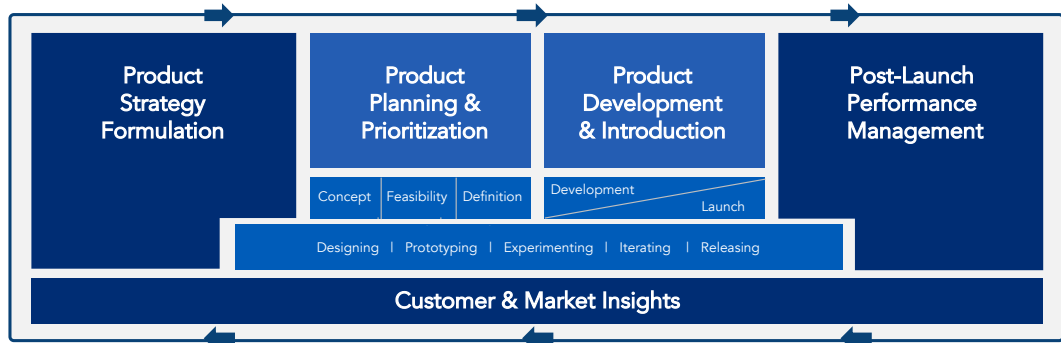 Product
Strategy
Formulation
Product
Planning &
Prioritization
Product
Development
& Introduction
Post-Launch
Performance
Management
Concept
Feasibility
Definition
Development
Launch
Designing | Prototyping | Experimenting | Iterating | Releasing
Customer & Market Insights